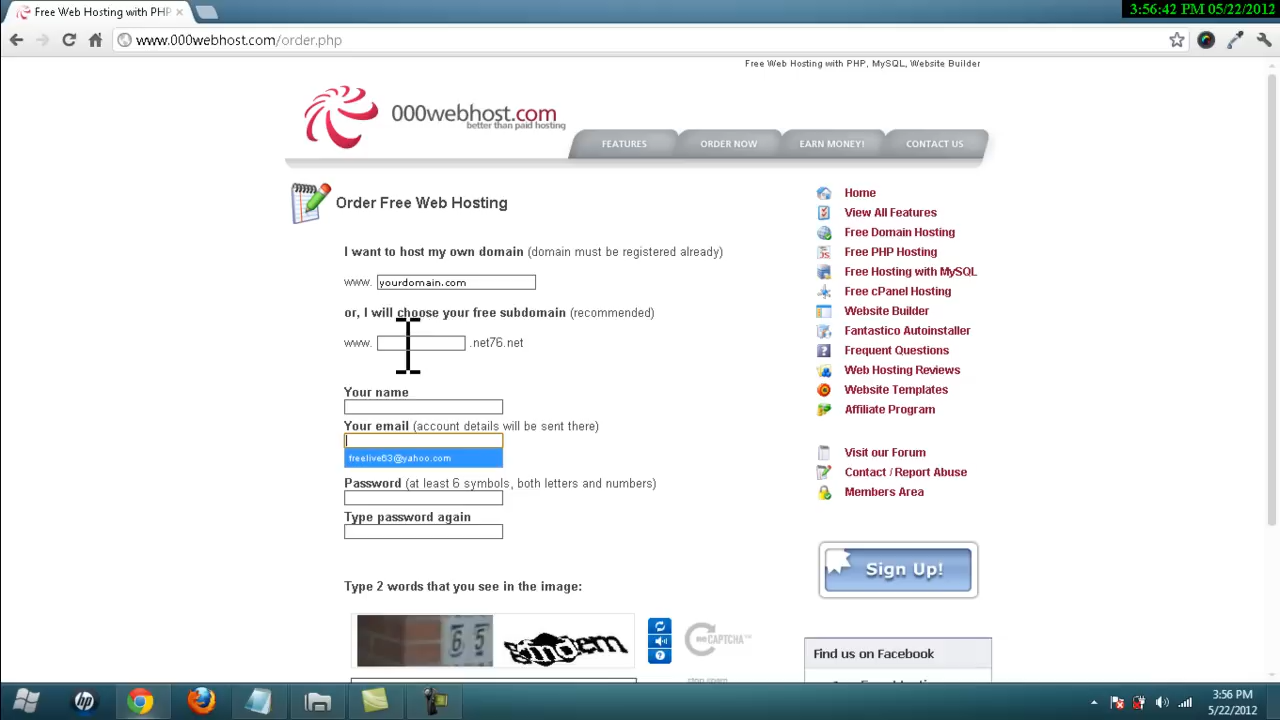 3:56:42 PM 05/22/2012
Free Web Hosting with PHP
www.000webhost.com/order.php
Free Web Hosting with PHP, MySQL, Website Builder
000webhost.com
better than paid hosting
FEATURES
ORDER NOW
EARN MONEY!
CONTACT US
Order Free Web Hosting
I want to host my own domain (domain must be registered already)
www. yourdomain.com
or, I will choose your free subdomain (recommended)
www. .net76.net
Your name
Your email (account details will be sent there)
freelive63@yahoo.com
Password (at least 6 symbols, both letters and numbers)
Type password again
Type 2 words that you see in the image:
65
CAPTCHA
stop spam
Home
View All Features
Free Domain Hosting
Free PHP Hosting
Free Hosting with MySQL
Free cPanel Hosting
Website Builder
Fantastico Autoinstaller
Frequent Questions
Web Hosting Reviews
Website Templates
Affiliate Program
Visit our Forum
Contact / Report Abuse
Members Area
Sign Up!
Find us on Facebook
hp
3:56 PM
5/22/2012